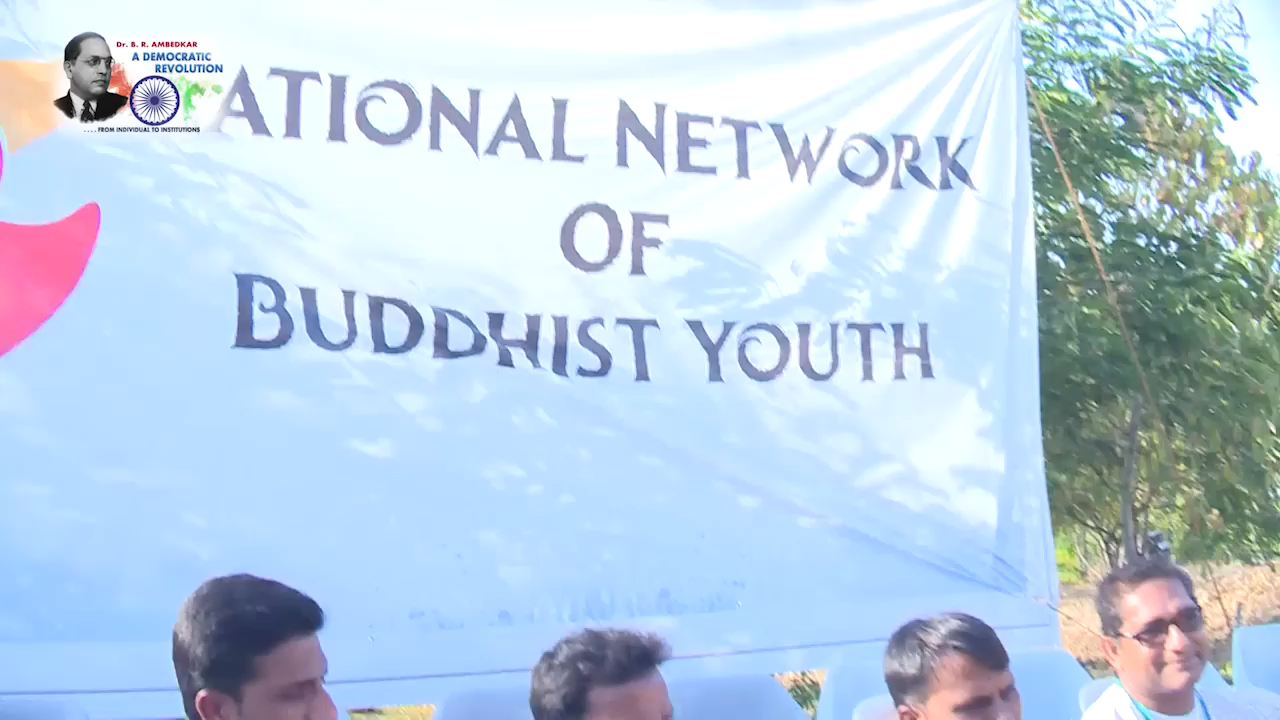 Dr. B. R. AMBEDKAR
A DEMOCRATIC
REVOLUTION
....FROM INDIVIDUAL TO INSTITUTIONS
ATIONAL NETWORK
OF
BUDDHIST YOUTH